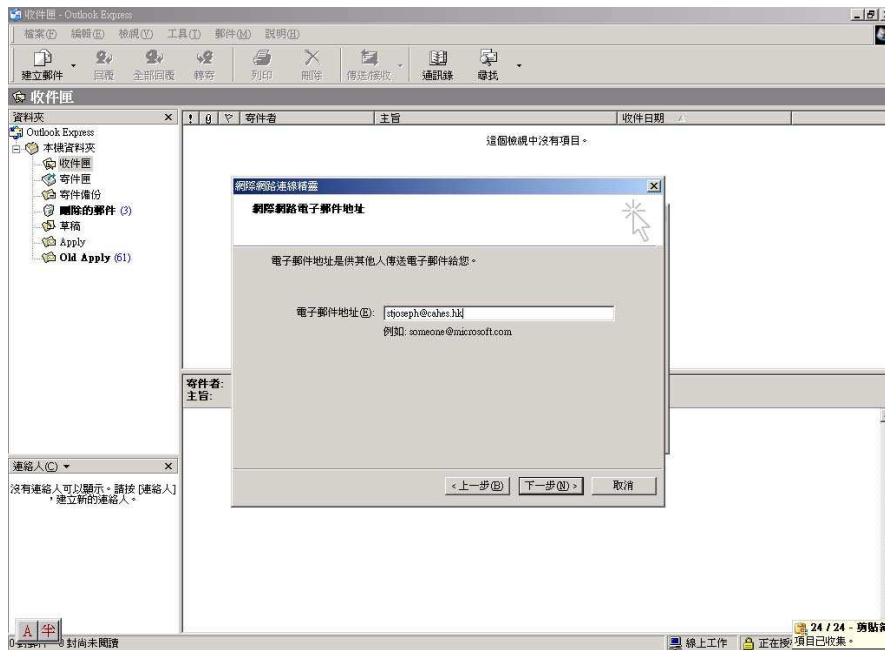 收件匣 - Outlook Express
檔案(F) 編輯(E) 檢視(V) 工具(T) 郵件(M) 說明(H)
建立郵件 回覆 全部回覆 轉寄 列印 刪除 傳送/接收 通訊錄 尋找
收件匣
資料夾
! 寄件者 主旨 收件日期
Outlook Express
這個檢視中沒有項目。
本機資料夾
收件匣
寄件匣
寄件備份
刪除的郵件 (3)
草稿
Apply
Old Apply (61)
網際網路連線精靈
網際網路電子郵件地址
電子郵件地址是供其他人傳送電子郵件給您。
電子郵件地址(E): stjoseph@cahes.hk
例如: someone@microsoft.com
寄件者:
主旨:
<上一步(B) 下一步(N)> 取消
連絡人(C)
沒有連絡人可以顯示。請按 [連絡人]
，建立新的連絡人。
A 半
封尚未閱讀
線上工作
正在接
24 / 24 - 剪貼
項目已收集。